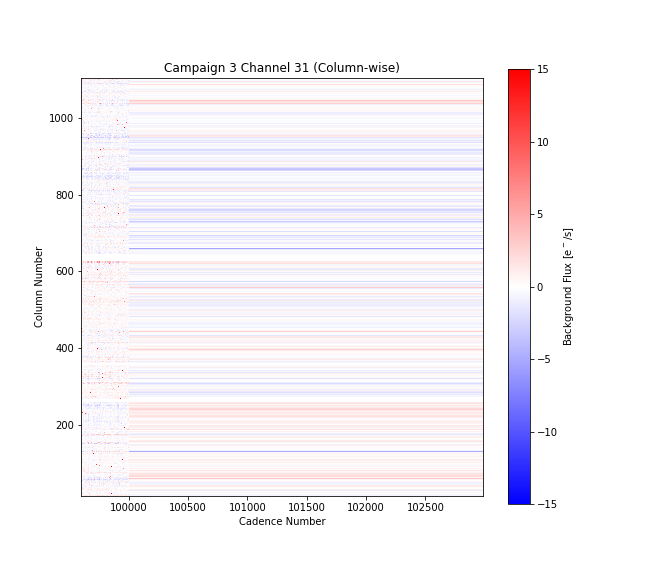 Campaign 3 Channel 31 (Column-wise)
1000
800
600
400
200
Column Number
100000 100500 101000 101500 102000 102500
Cadence Number
15
10
5
0
−5
−10
−15
Background Flux [e⁻/s]